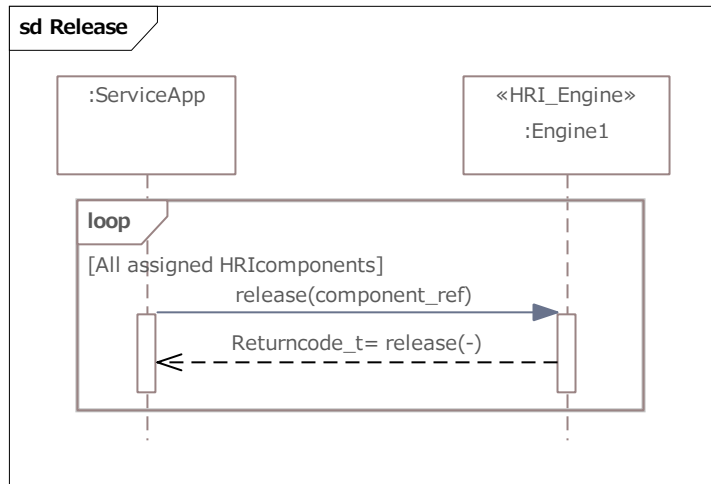 sd Release
:ServiceApp
«HRI_Engine»
:Engine1
loop
[All assigned HRIcomponents]
release(component_ref)
Returncode_t= release(-)